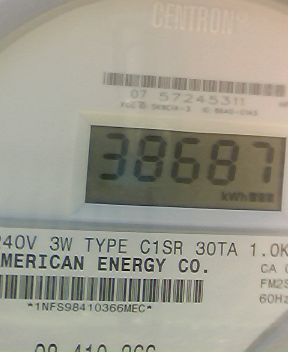 CENTRON®
07 57245311
38687
kWh
240V 3W TYPE C1SR 30TA 1.0K
AMERICAN ENERGY CO.
CA
FM2S
60Hz
*1NFS98410366MEC*